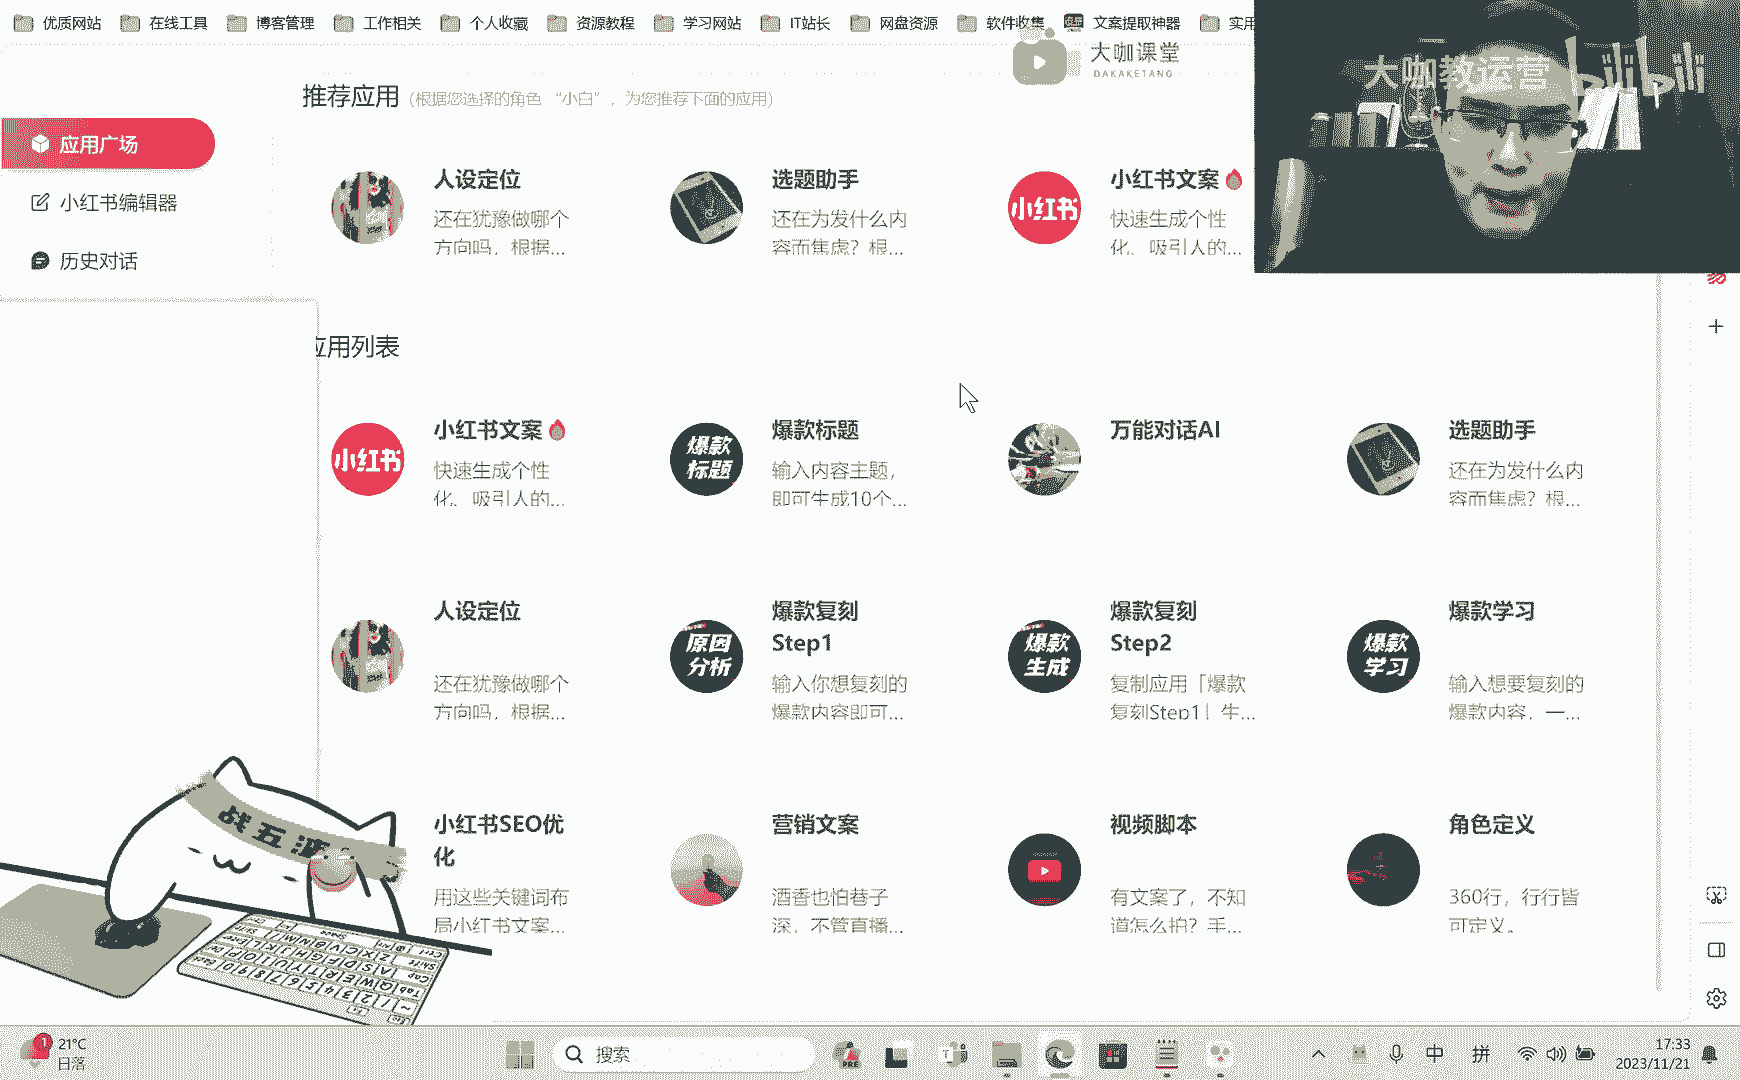 优质网站 在线工具 博客管理 工作相关 个人收藏 资源教程 学习网站 IT站长 网盘资源 软件收集 文案提取神器 实用
大咖课堂
DAKAKETANG
大咖教运营
bilibili
推荐应用 (根据您选择的角色 “小白”，为您推荐下面的应用)
应用广场
小红书编辑器
历史对话
人设定位
还在犹豫做哪个
方向吗，根据...
选题助手
还在为发什么内
容而焦虑？根...
小红书
小红书文案
快速生成个性
化、吸引人的...
应用列表
小红书
小红书文案
快速生成个性
化、吸引人的...
爆款
标题
爆款标题
输入内容主题，
即可生成10个...
万能对话AI
选题助手
还在为发什么内
容而焦虑？根...
人设定位
还在犹豫做哪个
方向吗，根据...
原因
分析
爆款复刻
Step1
输入你想复刻的
爆款内容即可...
爆款
生成
爆款复刻
Step2
复制应用「爆款
复刻Step1」生...
爆款
学习
爆款学习
输入想要复刻的
爆款内容，一...
小红书SEO优
化
用这些关键词布
局小红书文案...
营销文案
酒香也怕巷子
深，不管直播...
视频脚本
有文案了，不知
道怎么拍？手...
角色定义
360行，行行皆
可定义。
战五渣
1
21°C
日落
搜索
PRE
中
拼
17:33
2023/11/21